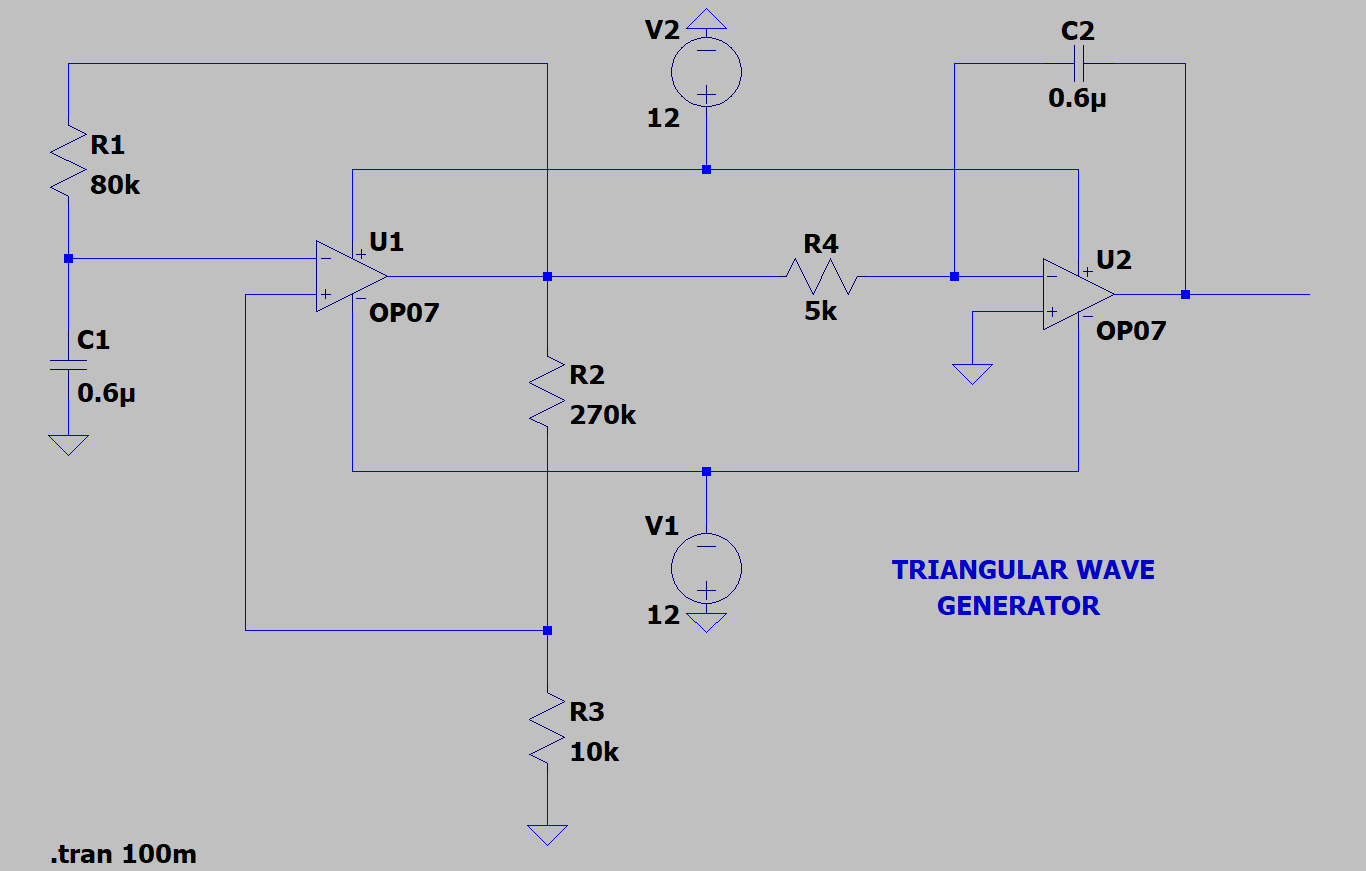 V2
12
C2
0.6µ
R1
80k
U1
OP07
R4
5k
U2
OP07
C1
0.6µ
R2
270k
V1
12
TRIANGULAR WAVE
GENERATOR
R3
10k
.tran 100m